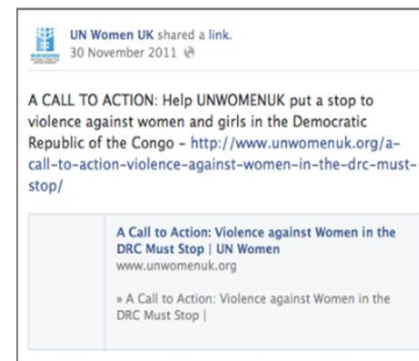 UN Women UK shared a link.
30 November 2011
A CALL TO ACTION: Help UNWOMENUK put a stop to
violence against women and girls in the Democratic
Republic of the Congo – http://www.unwomenuk.org/a-
call-to-action-violence-against-women-in-the-drc-must-
stop/
A Call to Action: Violence against Women in the
DRC Must Stop | UN Women
www.unwomenuk.org
» A Call to Action: Violence against Women in the
DRC Must Stop |